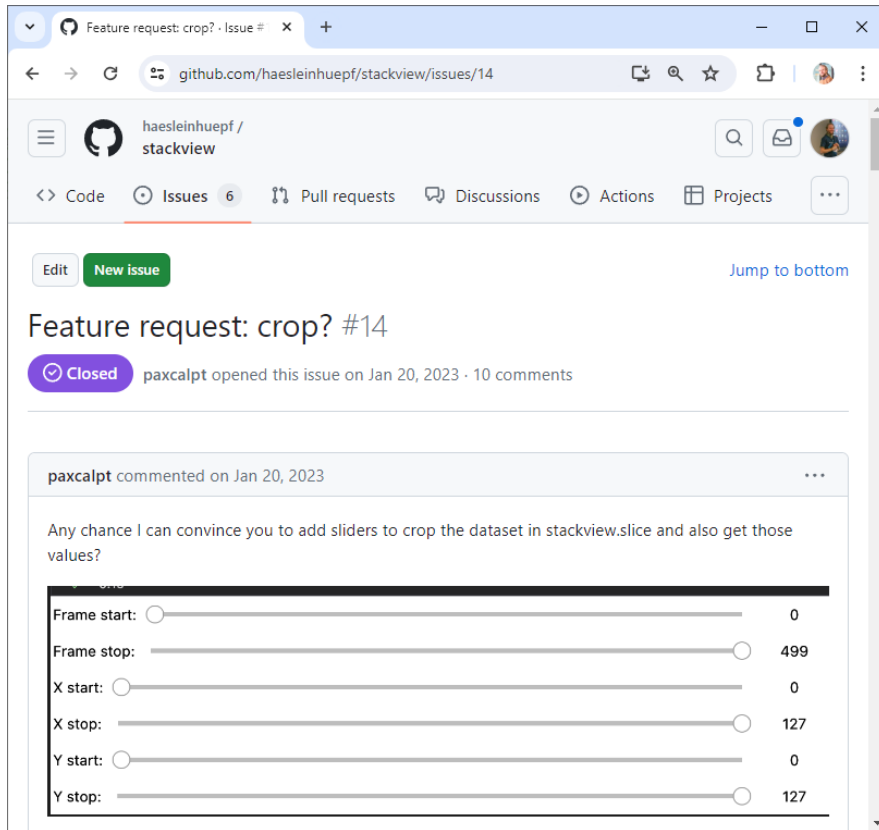 Feature request: crop? · Issue #
github.com/haesleinhuepf/stackview/issues/14
haesleinhuepf /
stackview
Code Issues 6 Pull requests Discussions Actions Projects ...
Edit New issue Jump to bottom
Feature request: crop? #14
Closed paxcalpt opened this issue on Jan 20, 2023 · 10 comments
paxcalpt commented on Jan 20, 2023 ...
Any chance I can convince you to add sliders to crop the dataset in stackview.slice and also get those
values?
Frame start: 0
Frame stop: 499
X start: 0
X stop: 127
Y start: 0
Y stop: 127